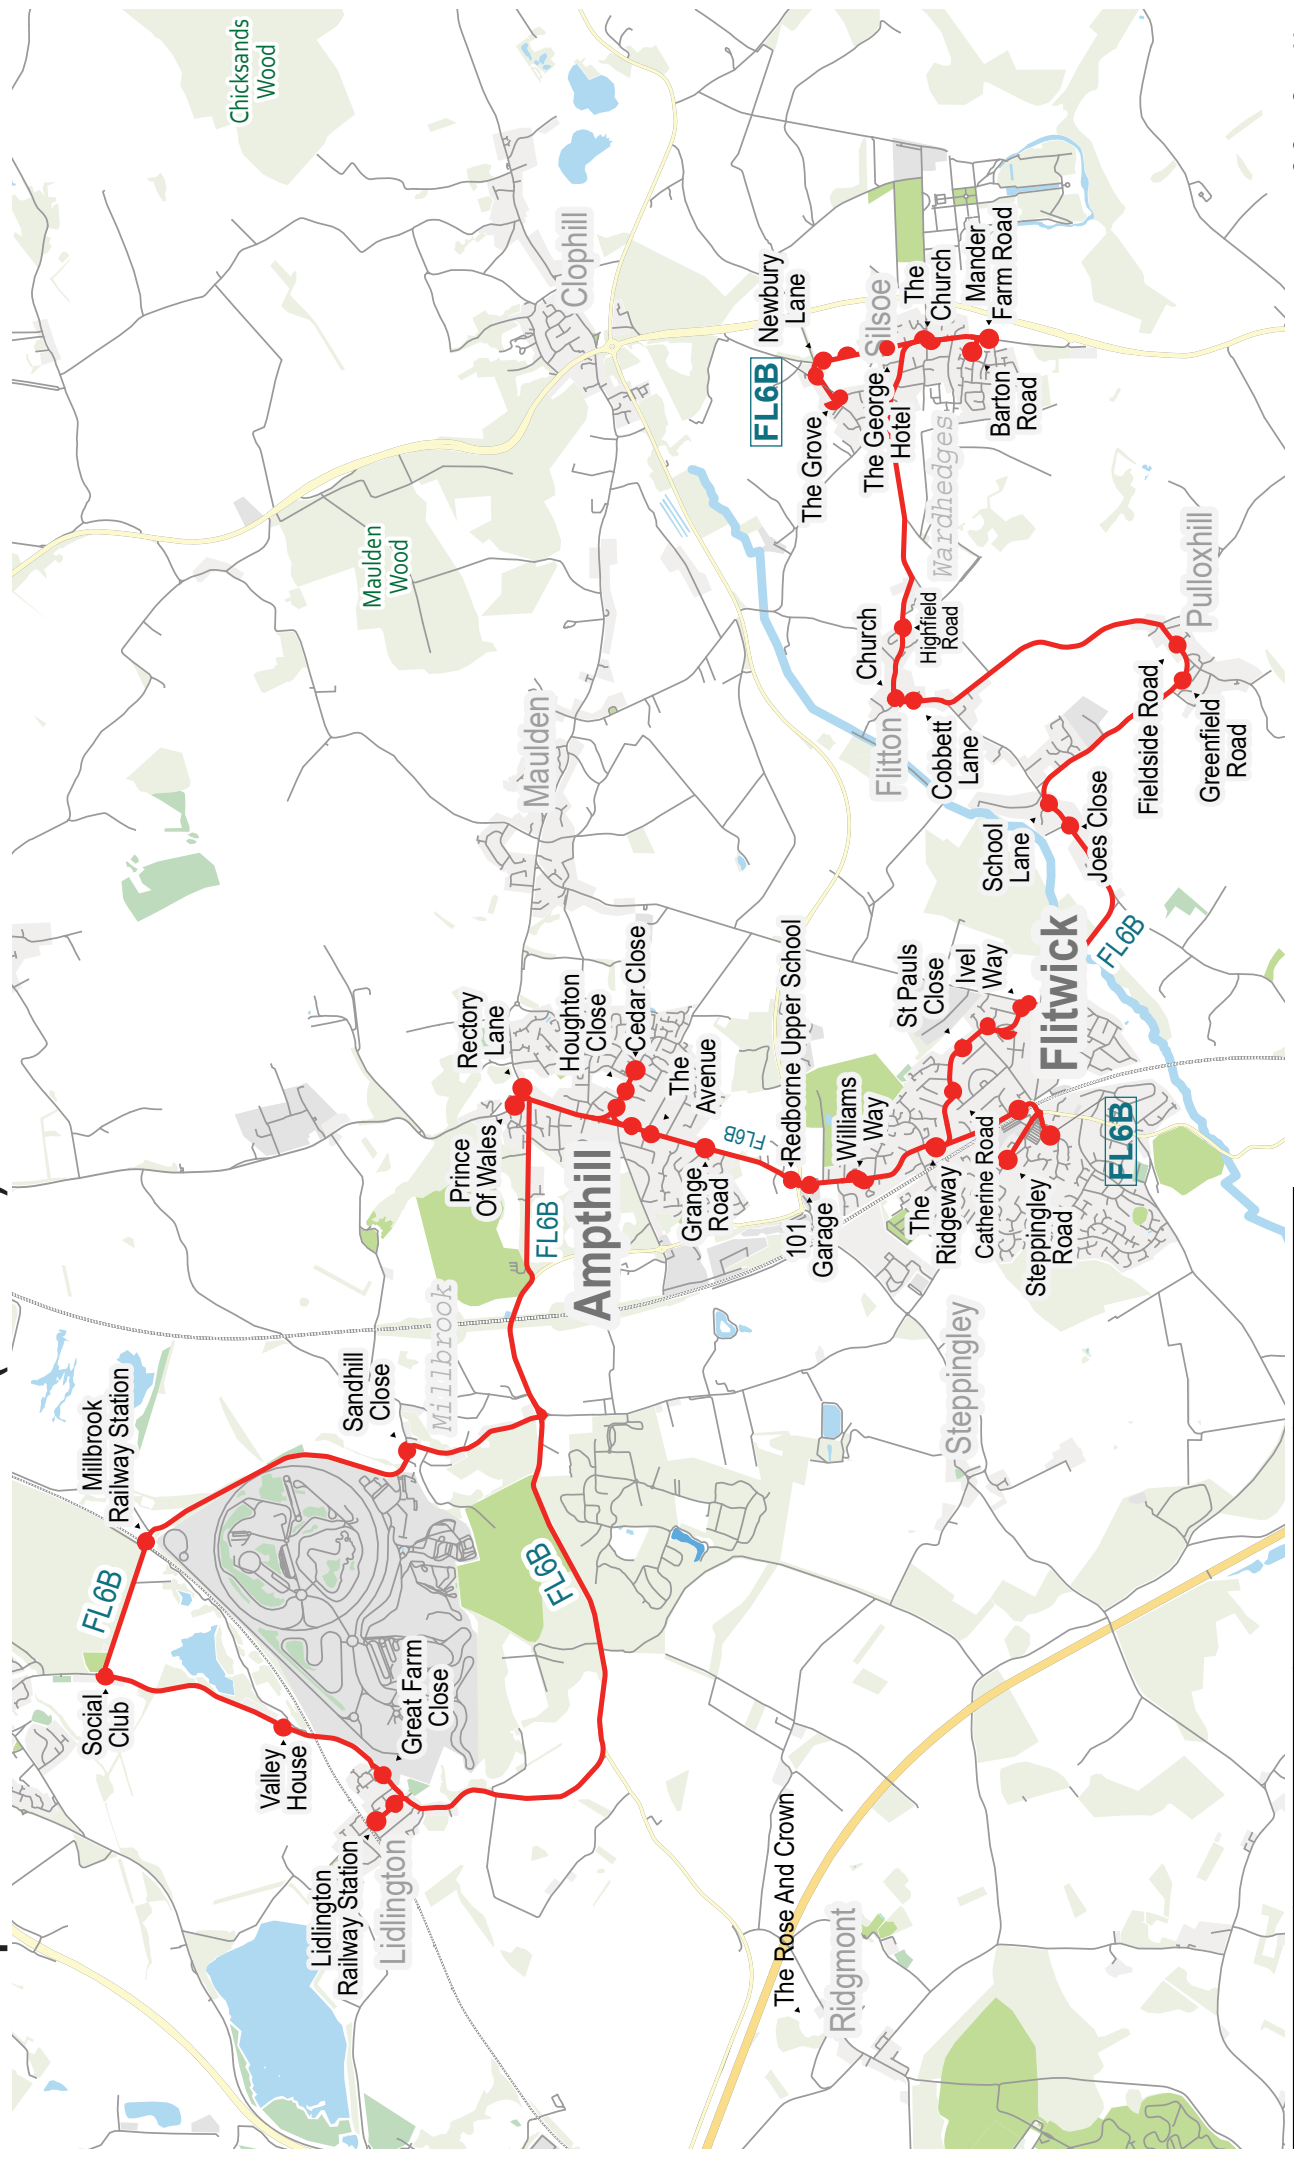 Chicksands
Wood
Clophill
Maulden
Wood
Maulden
Newbury
Lane
FL6B
The Grove
Silsoe
The George
Hotel
The
Church
Mander
Farm Road
Barton
Road
Wardhedges
Church
Highfield
Road
Flitton
Cobbett
Lane
Pulloxhill
Fieldside Road
Greenfield
Road
School
Lane
Joes Close
FL6B
Flitwick
Ivel
Way
St Pauls
Close
Redborne Upper School
Williams
Way
The
Ridgeway
Catherine Road
Steppingley
Road
FL6B
101
Garage
Grange
Road
FL6B
The
Avenue
Cedar Close
Houghton
Close
Rectory
Lane
Prince
Of Wales
FL6B
Ampthill
Millbrook
Sandhill
Close
Millbrook
Railway Station
FL6B
Social
Club
Valley
House
Great Farm
Close
Lidlington
Railway Station
Lidlington
FL6B
Steppingley
The Rose And Crown
Ridgmont